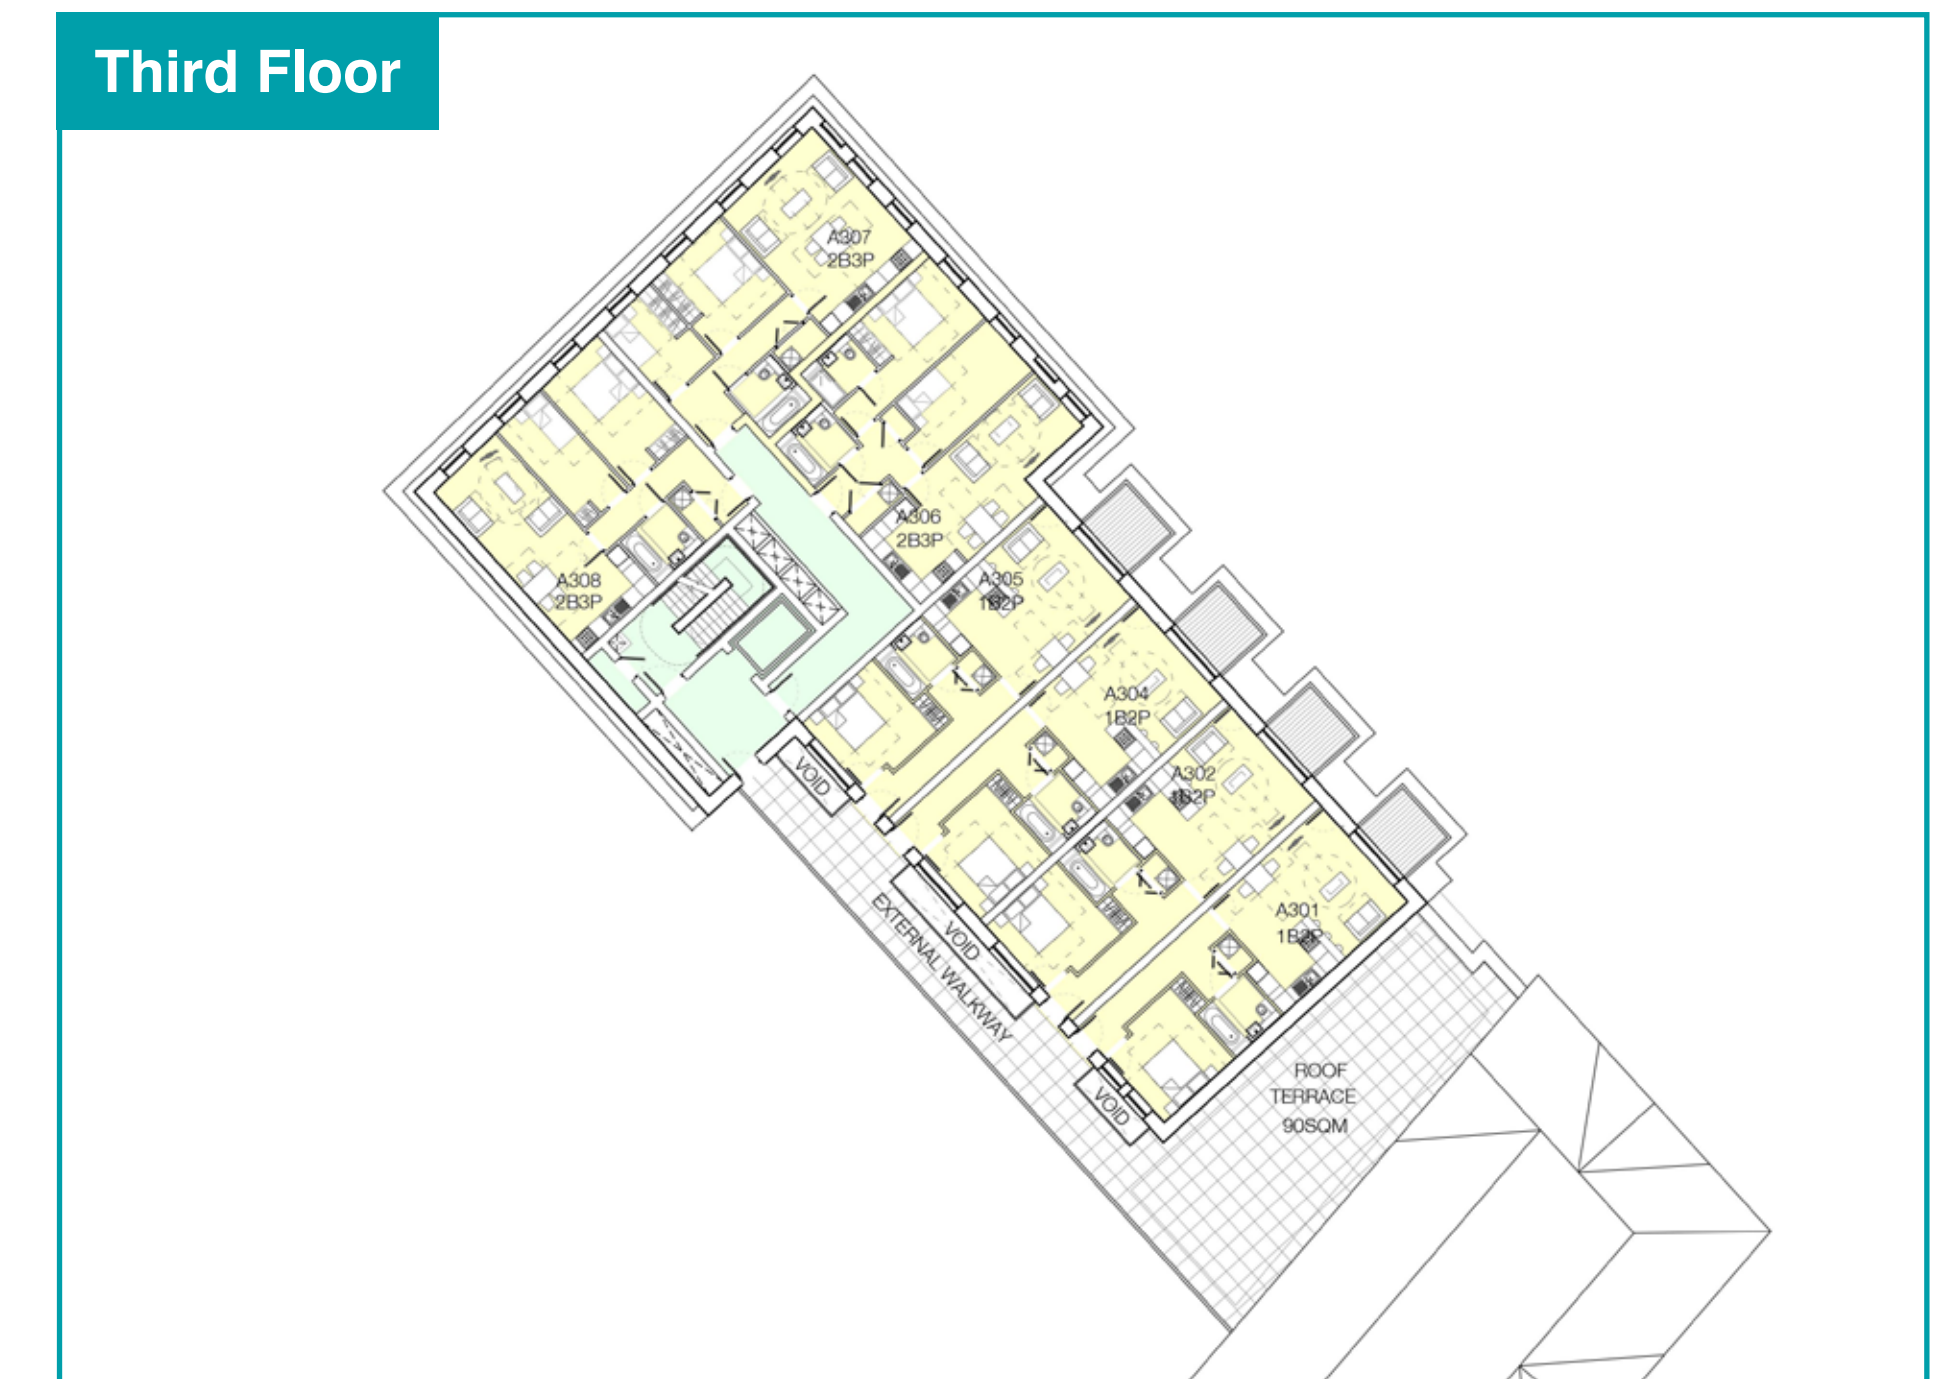 Third Floor
A307
2B3P
A306
2B3P
A308
2B3P
A305
1B2P
A304
1B2P
A302
1B2P
A301
1B2P
VOID
VOID
EXTERNAL WALKWAY
VOID
ROOF
TERRACE
90SQM